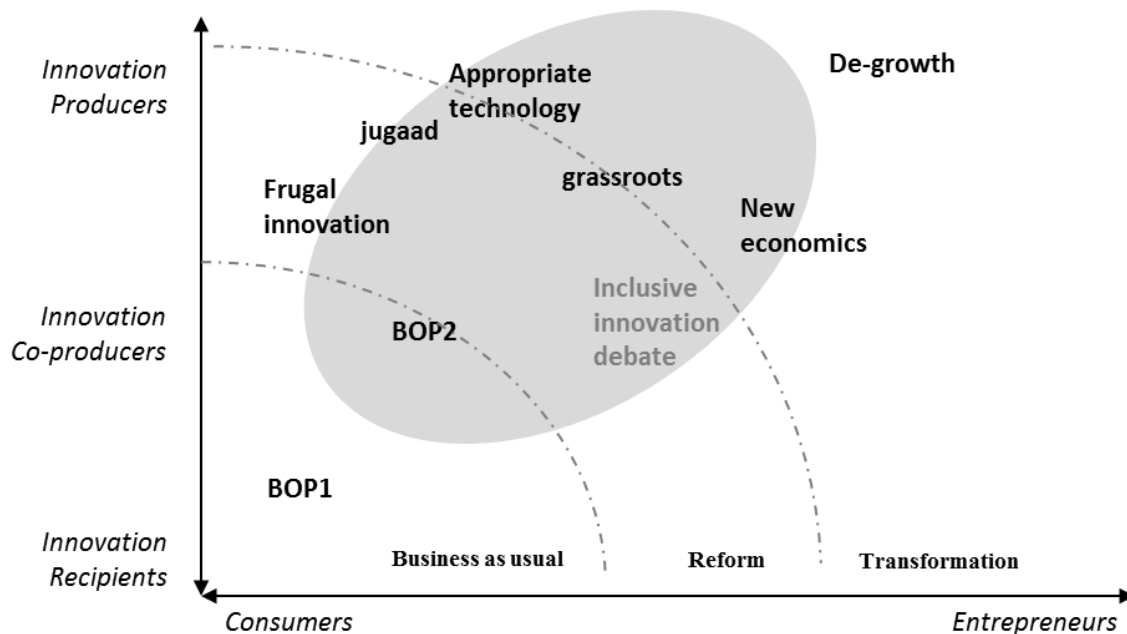 Innovation
Producers
Appropriate
technology
De-growth
jugaad
Frugal
innovation
grassroots
New
economics
Innovation
Co-producers
BOP2
Inclusive
innovation
debate
BOP1
Innovation
Recipients
Business as usual
Reform
Transformation
Consumers
Entrepreneurs